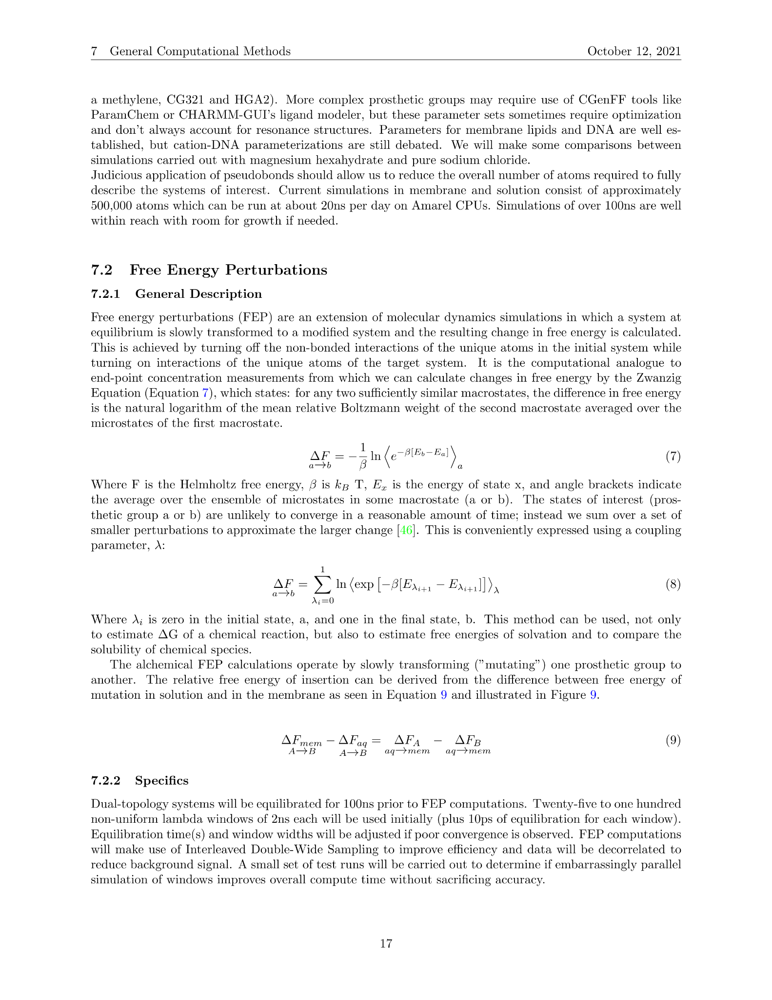 7 General Computational Methods October 12, 2021
a methylene, CG321 and HGA2). More complex prosthetic groups may require use of CGenFF tools like
ParamChem or CHARMM-GUI's ligand modeler, but these parameter sets sometimes require optimization
and don't always account for resonance structures. Parameters for membrane lipids and DNA are well es-
tablished, but cation-DNA parameterizations are still debated. We will make some comparisons between
simulations carried out with magnesium hexahydrate and pure sodium chloride.
Judicious application of pseudobonds should allow us to reduce the overall number of atoms required to fully
describe the systems of interest. Current simulations in membrane and solution consist of approximately
500,000 atoms which can be run at about 20ns per day on Amarel CPUs. Simulations of over 100ns are well
within reach with room for growth if needed.
7.2 Free Energy Perturbations
7.2.1 General Description
Free energy perturbations (FEP) are an extension of molecular dynamics simulations in which a system at
equilibrium is slowly transformed to a modified system and the resulting change in free energy is calculated.
This is achieved by turning off the non-bonded interactions of the unique atoms in the initial system while
turning on interactions of the unique atoms of the target system. It is the computational analogue to
end-point concentration measurements from which we can calculate changes in free energy by the Zwanzig
Equation (Equation 7), which states: for any two sufficiently similar macrostates, the difference in free energy
is the natural logarithm of the mean relative Boltzmann weight of the second macrostate averaged over the
microstates of the first macrostate.
$\underset{a \to b}{\Delta F} = -\frac{1}{\beta} \ln \left\langle e^{-\beta[E_b - E_a]} \right\rangle_a$ (7)
Where F is the Helmholtz free energy, β is $k_B$ T, $E_x$ is the energy of state x, and angle brackets indicate
the average over the ensemble of microstates in some macrostate (a or b). The states of interest (pros-
thetic group a or b) are unlikely to converge in a reasonable amount of time; instead we sum over a set of
smaller perturbations to approximate the larger change [46]. This is conveniently expressed using a coupling
parameter, λ:
$\underset{a \to b}{\Delta F} = \sum_{\lambda_i=0}^{1} \ln \left\langle \exp \left[ -\beta[E_{\lambda_{i+1}} - E_{\lambda_{i+1}}] \right] \right\rangle_\lambda$ (8)
Where $\lambda_i$ is zero in the initial state, a, and one in the final state, b. This method can be used, not only
to estimate ΔG of a chemical reaction, but also to estimate free energies of solvation and to compare the
solubility of chemical species.
The alchemical FEP calculations operate by slowly transforming (”mutating”) one prosthetic group to
another. The relative free energy of insertion can be derived from the difference between free energy of
mutation in solution and in the membrane as seen in Equation 9 and illustrated in Figure 9.
$\underset{A \to B}{\Delta F_{mem}} - \underset{A \to B}{\Delta F_{aq}} = \underset{aq \to mem}{\Delta F_A} - \underset{aq \to mem}{\Delta F_B}$ (9)
7.2.2 Specifics
Dual-topology systems will be equilibrated for 100ns prior to FEP computations. Twenty-five to one hundred
non-uniform lambda windows of 2ns each will be used initially (plus 10ps of equilibration for each window).
Equilibration time(s) and window widths will be adjusted if poor convergence is observed. FEP computations
will make use of Interleaved Double-Wide Sampling to improve efficiency and data will be decorrelated to
reduce background signal. A small set of test runs will be carried out to determine if embarrassingly parallel
simulation of windows improves overall compute time without sacrificing accuracy.
17